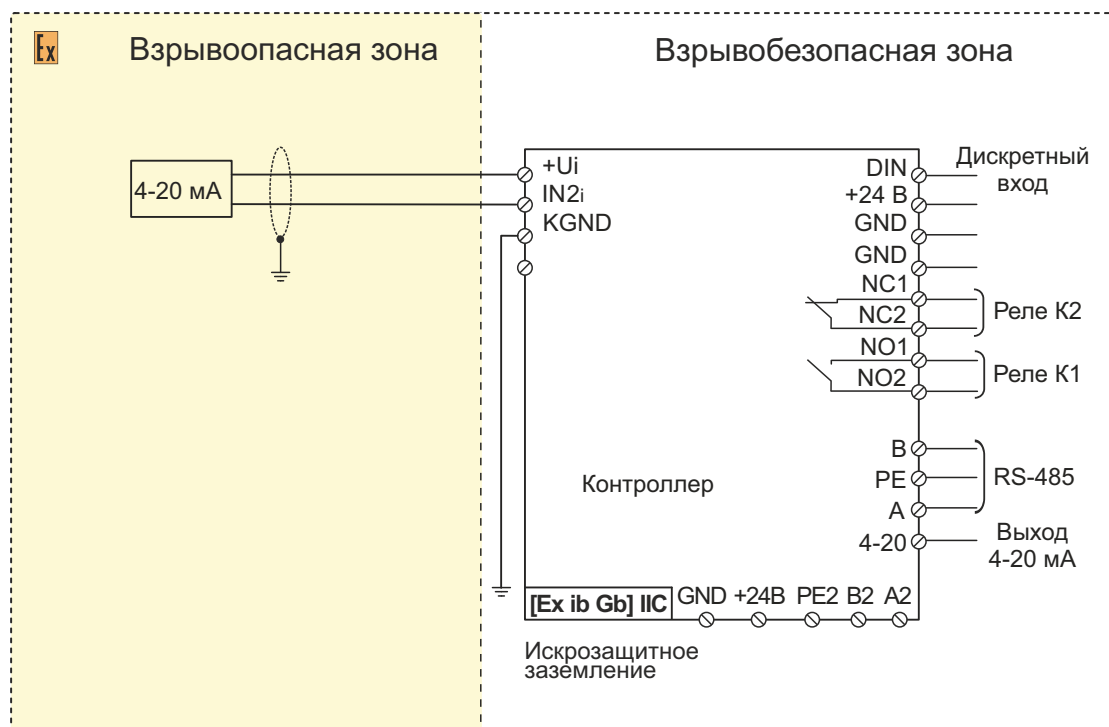 Ex
Взрывоопасная зона
Взрывобезопасная зона
4-20 мА
+Ui
IN2i
KGND
DIN
+24 В
GND
GND
NC1
NC2
NO1
NO2
B
PE
A
4-20
Дискретный
вход
Реле К2
Реле К1
RS-485
Выход
4-20 мА
Контроллер
[Ex ib Gb] IIC
GND +24В PE2 B2 A2
Искрозащитное
заземление